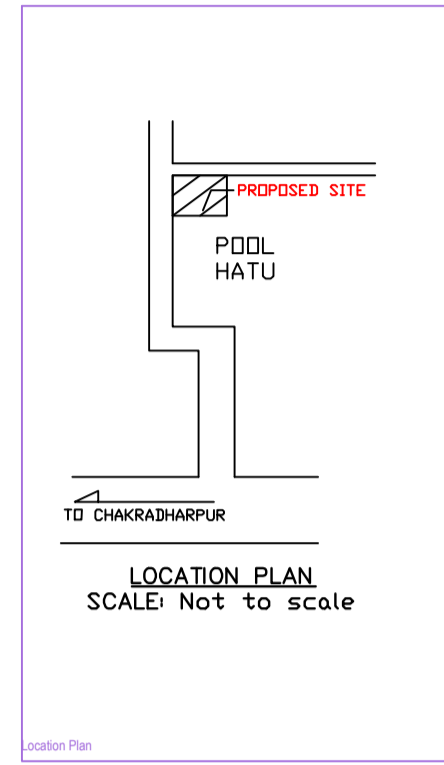 PROPOSED SITE
POOL
HATU
TO CHAKRADHARPUR
LOCATION PLAN
SCALE: Not to scale
Location Plan